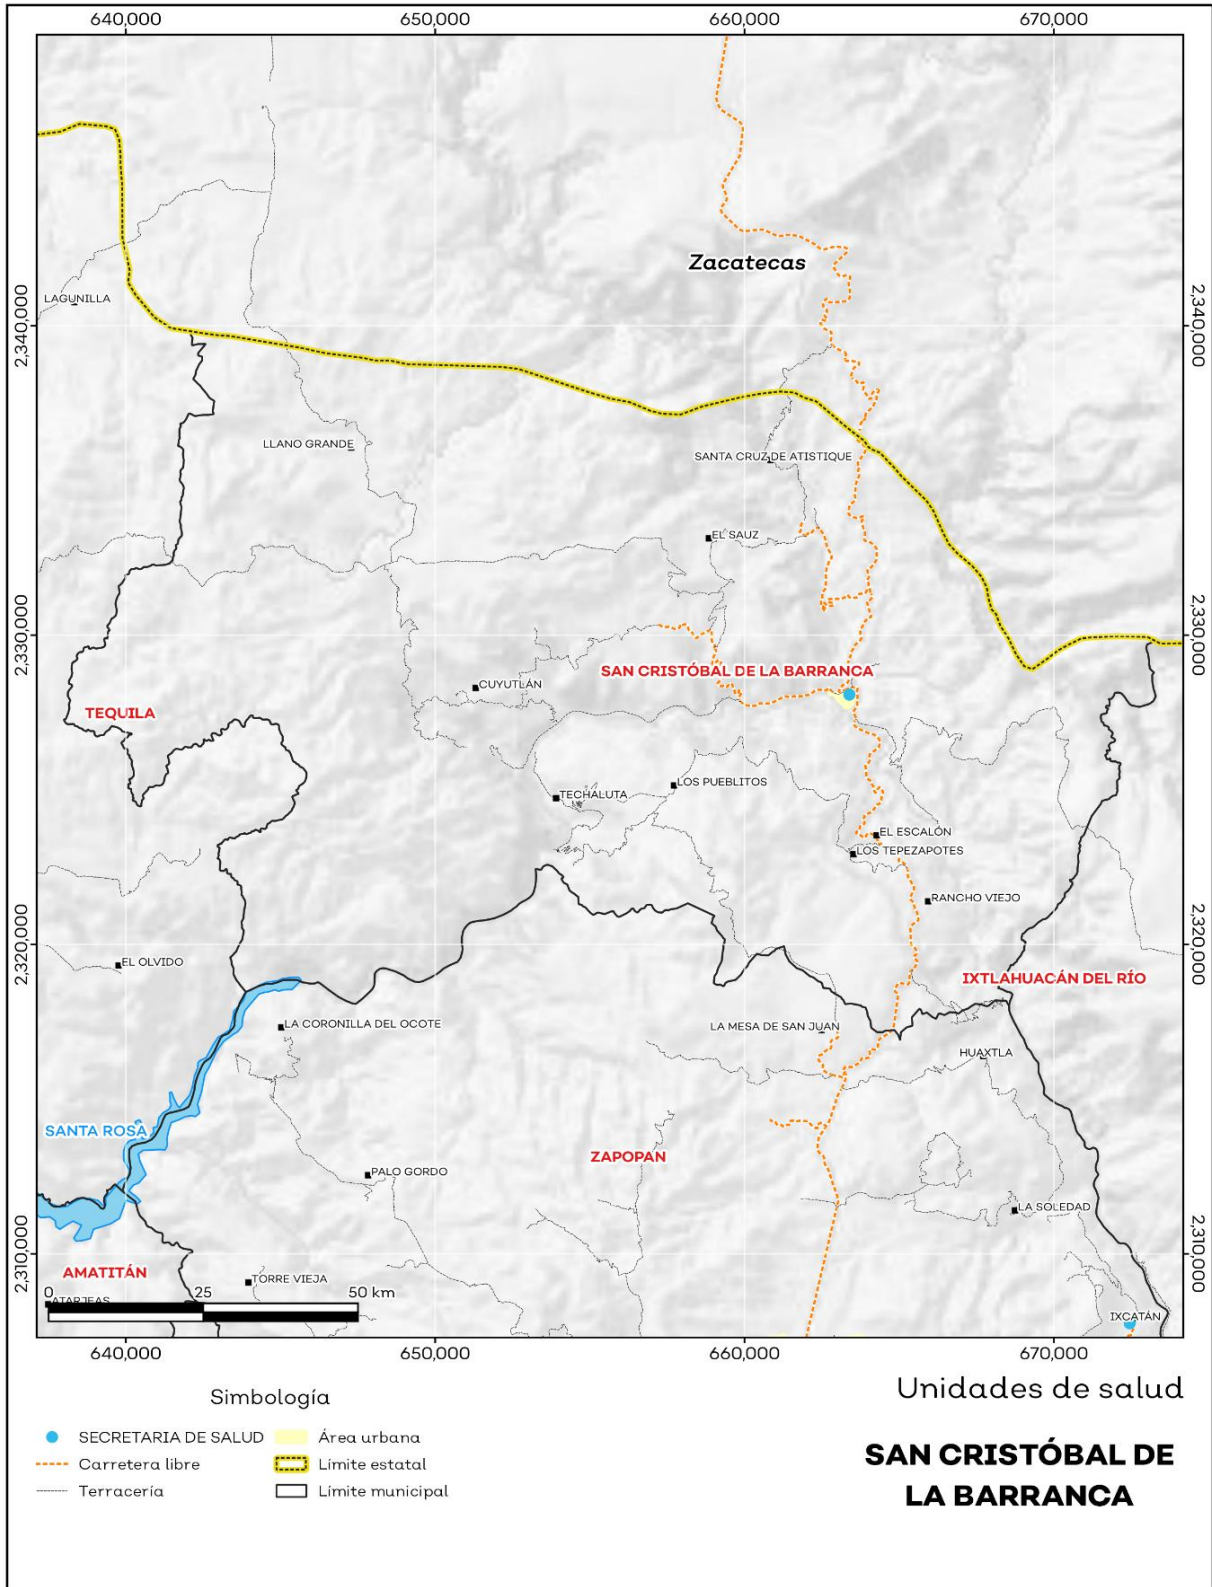 640,000
650,000
660,000
670,000
Zacatecas
LAGUNILLA
2,340,000
2,340,000
LLANO GRANDE
SANTA CRUZ DE ATISTIQUE
EL SAUZ
2,330,000
2,330,000
SAN CRISTÓBAL DE LA BARRANCA
CUYUTLÁN
TEQUILA
LOS PUEBLITOS
TECHALUTA
EL ESCALÓN
LOS TEPEZAPOTES
RANCHO VIEJO
2,320,000
2,320,000
EL OLVIDO
IXTLAHUACÁN DEL RÍO
LA CORONILLA DEL OCOTE
LA MESA DE SAN JUAN
HUAXTLA
SANTA ROSA
ZAPOPAN
PALO GORDO
LA SOLEDAD
2,310,000
2,310,000
AMATITÁN
TORRE VIEJA
0
25
50 km
ATARJEAS
IXCATÁN
640,000
650,000
660,000
670,000
Simbología
SECRETARIA DE SALUD
Carretera libre
Terracería
Área urbana
Límite estatal
Límite municipal
Unidades de salud
SAN CRISTÓBAL DE
LA BARRANCA